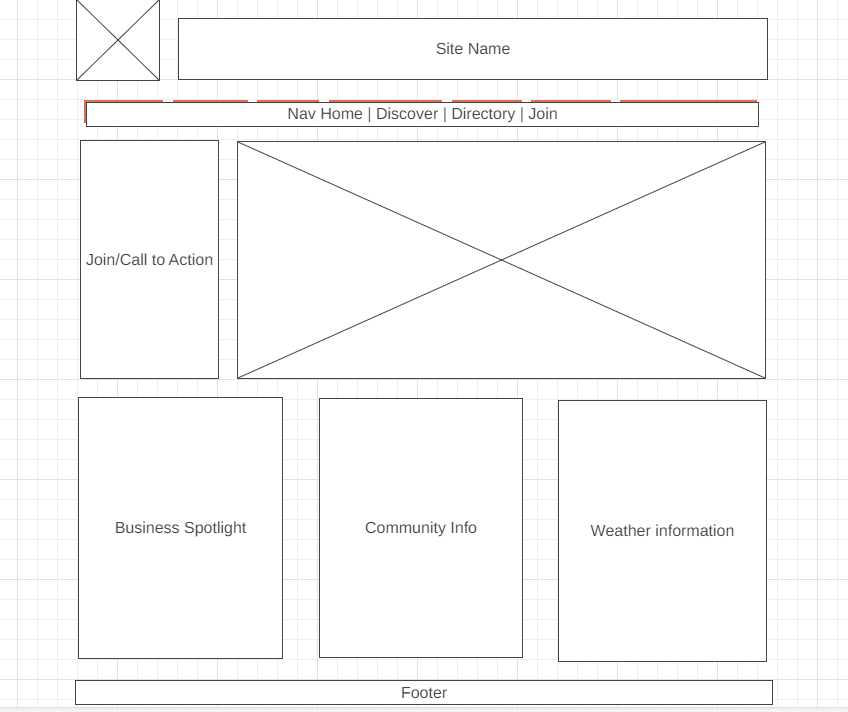 Site Name
Nav Home | Discover | Directory | Join
Join/Call to Action
Business Spotlight
Community Info
Weather information
Footer